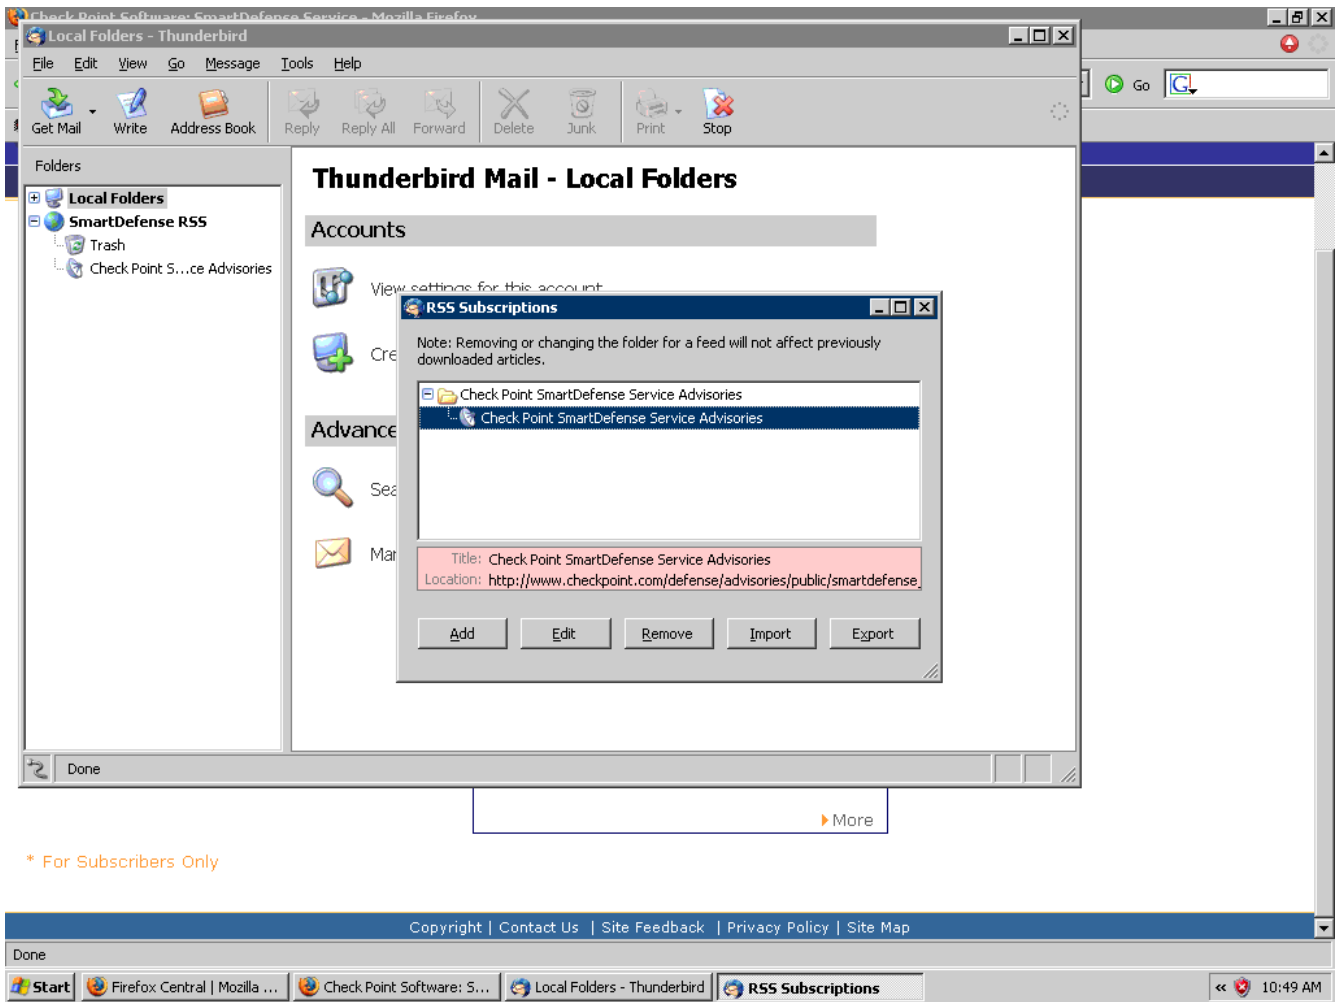 Check Point Software: SmartDefense Service - Mozilla Firefox
Local Folders - Thunderbird
File Edit View Go Message Tools Help
Get Mail Write Address Book Reply Reply All Forward Delete Junk Print Stop
Go
G
Folders
Local Folders
SmartDefense RSS
Trash
Check Point S...ce Advisories
Thunderbird Mail - Local Folders
Accounts
View settings for this account
RSS Subscriptions
Note: Removing or changing the folder for a feed will not affect previously
downloaded articles.
Check Point SmartDefense Service Advisories
Check Point SmartDefense Service Advisories
Title: Check Point SmartDefense Service Advisories
Location: http://www.checkpoint.com/defense/advisories/public/smartdefense_
Add Edit Remove Import Export
Cre
Advance
Sea
Mar
Done
More
* For Subscribers Only
Copyright | Contact Us | Site Feedback | Privacy Policy | Site Map
Done
Start Firefox Central | Mozilla ... Check Point Software: S... Local Folders - Thunderbird RSS Subscriptions « 10:49 AM